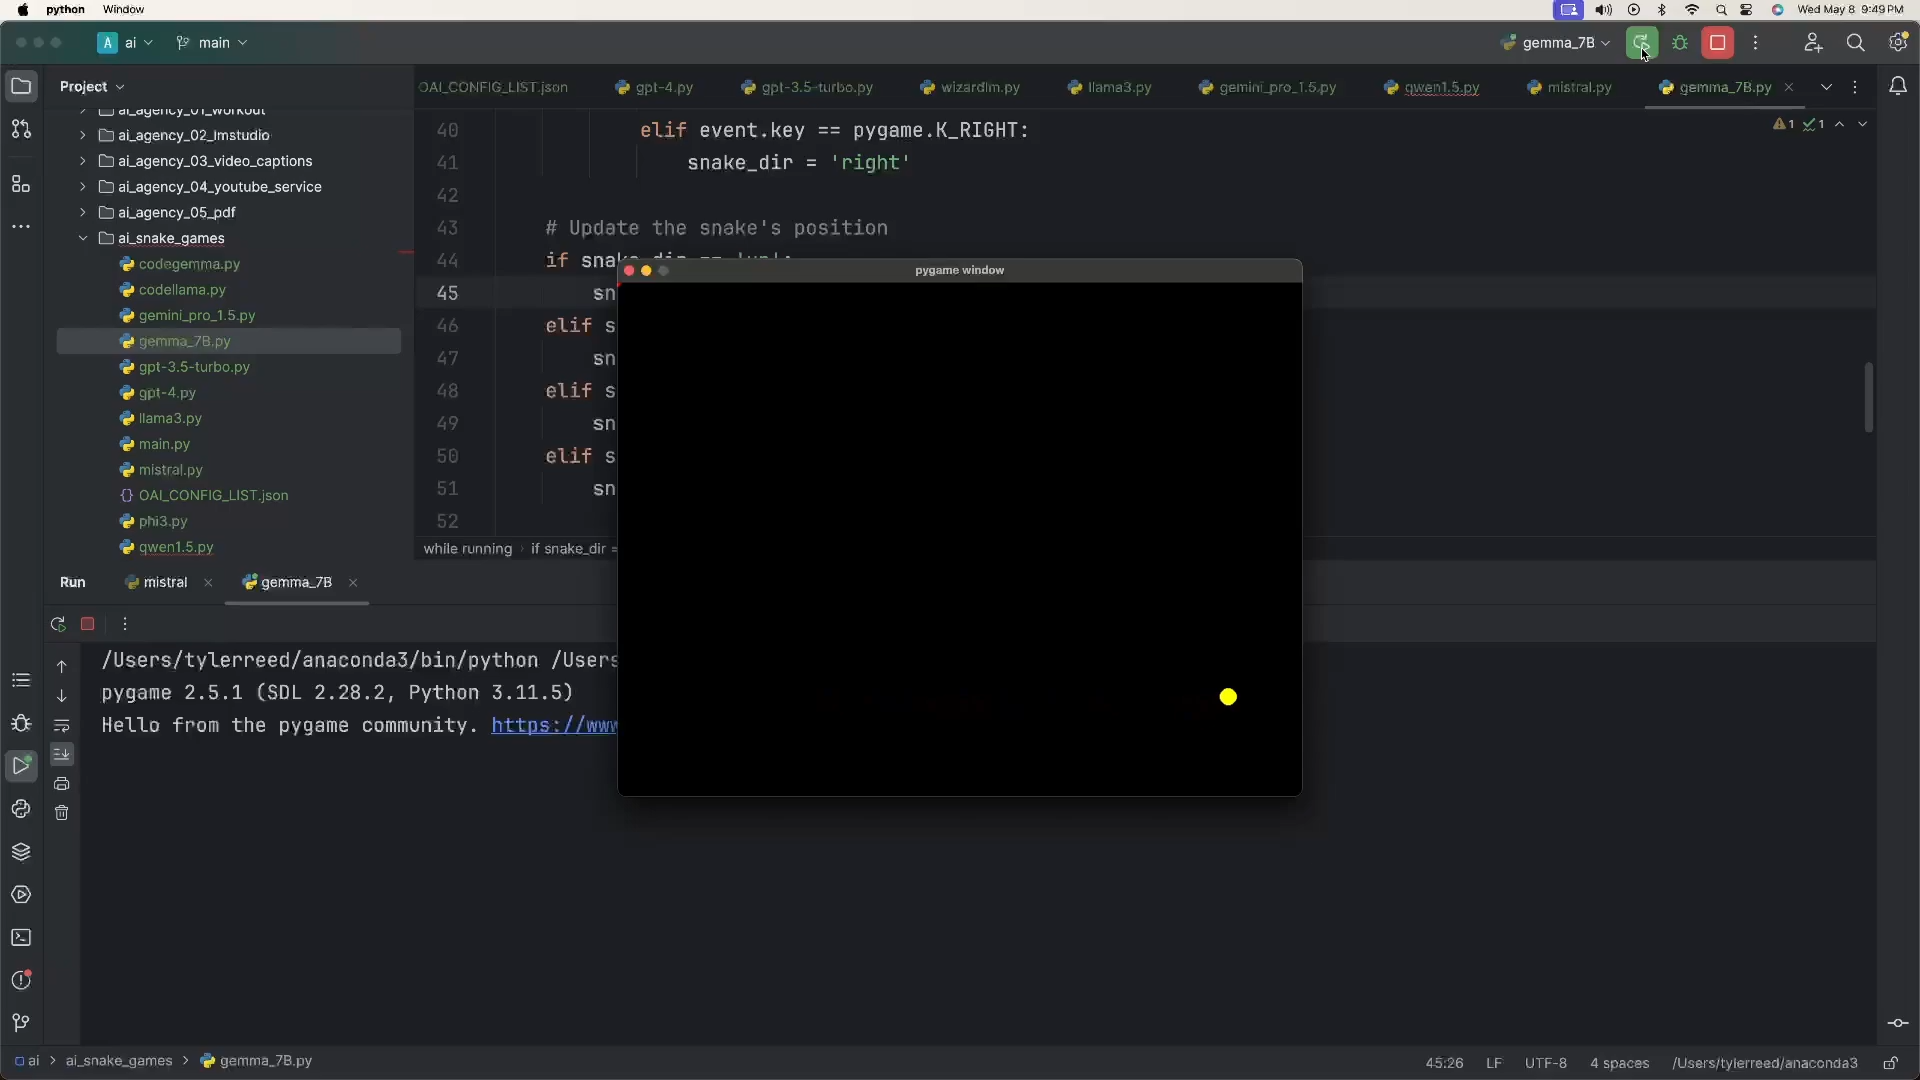 python Window Wed May 8 9:49 PM
A ai main gemma_7B
Project
OAI_CONFIG_LIST.json gpt-4.py gpt-3.5-turbo.py wizardlm.py llama3.py gemini_pro_1.5.py qwen1.5.py mistral.py gemma_7B.py
ai_agency_01_workout
ai_agency_02_lmstudio
ai_agency_03_video_captions
ai_agency_04_youtube_service
ai_agency_05_pdf
ai_snake_games
codegemma.py
codellama.py
gemini_pro_1.5.py
gemma_7B.py
gpt-3.5-turbo.py
gpt-4.py
llama3.py
main.py
mistral.py
OAI_CONFIG_LIST.json
phi3.py
qwen1.5.py
1 1
40 elif event.key == pygame.K_RIGHT:
41 snake_dir = 'right'
42
43 # Update the snake's position
44 if snake_dir == 'up':
45 sn
46 elif s
47 sn
48 elif s
49 sn
50 elif s
51 sn
52
while running if snake_dir =
pygame window
Run mistral gemma_7B
/Users/tylerreed/anaconda3/bin/python /Users
pygame 2.5.1 (SDL 2.28.2, Python 3.11.5)
Hello from the pygame community. https://www
ai ai_snake_games gemma_7B.py
45:26 LF UTF-8 4 spaces /Users/tylerreed/anaconda3